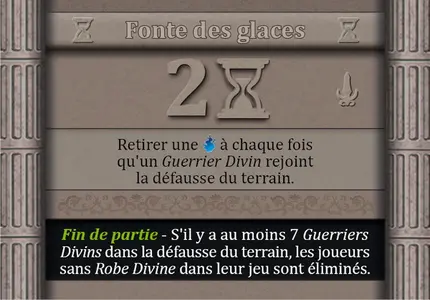 Fonte des glaces
2
Retirer une à chaque fois
qu'un Guerrier Divin rejoint
la défausse du terrain.
Fin de partie - S'il y a au moins 7 Guerriers
Divins dans la défausse du terrain, les joueurs
sans Robe Divine dans leur jeu sont éliminés.